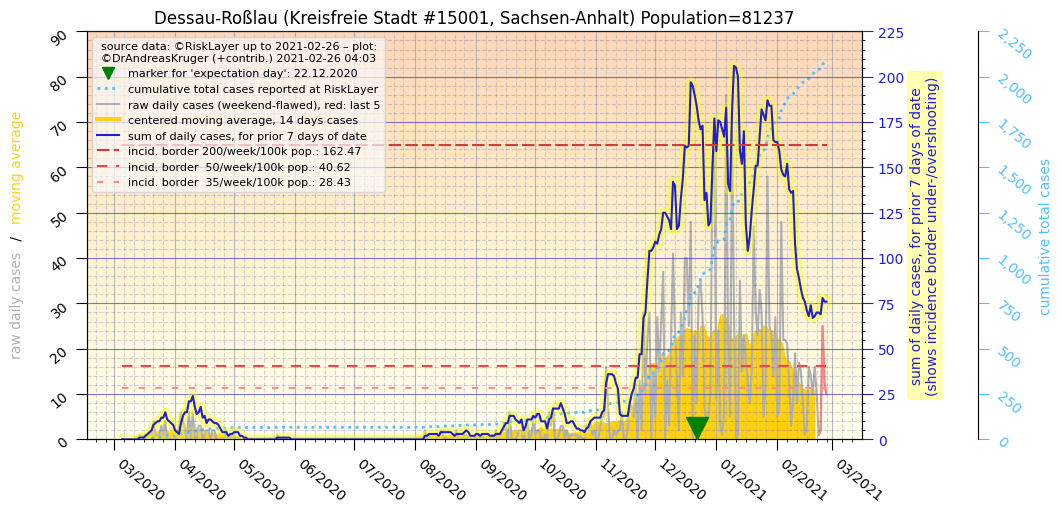 Dessau-Roßlau (Kreisfreie Stadt #15001, Sachsen-Anhalt) Population=81237
source data: ©RiskLayer up to 2021-02-26 – plot:
©DrAndreasKruger (+contrib.) 2021-02-26 04:03
marker for 'expectation day': 22.12.2020
cumulative total cases reported at RiskLayer
raw daily cases (weekend-flawed), red: last 5
centered moving average, 14 days cases
sum of daily cases, for prior 7 days of date
incid. border 200/week/100k pop.: 162.47
incid. border  50/week/100k pop.: 40.62
incid. border  35/week/100k pop.: 28.43
raw daily cases  /  moving average
90
80
70
60
50
40
30
20
10
0
03/2020
04/2020
05/2020
06/2020
07/2020
08/2020
09/2020
10/2020
11/2020
12/2020
01/2021
02/2021
03/2021
225
200
175
150
125
100
75
50
25
0
sum of daily cases, for prior 7 days of date
(shows incidence border under-/overshooting)
2,250
2,000
1,750
1,500
1,250
1,000
750
500
250
0
cumulative total cases